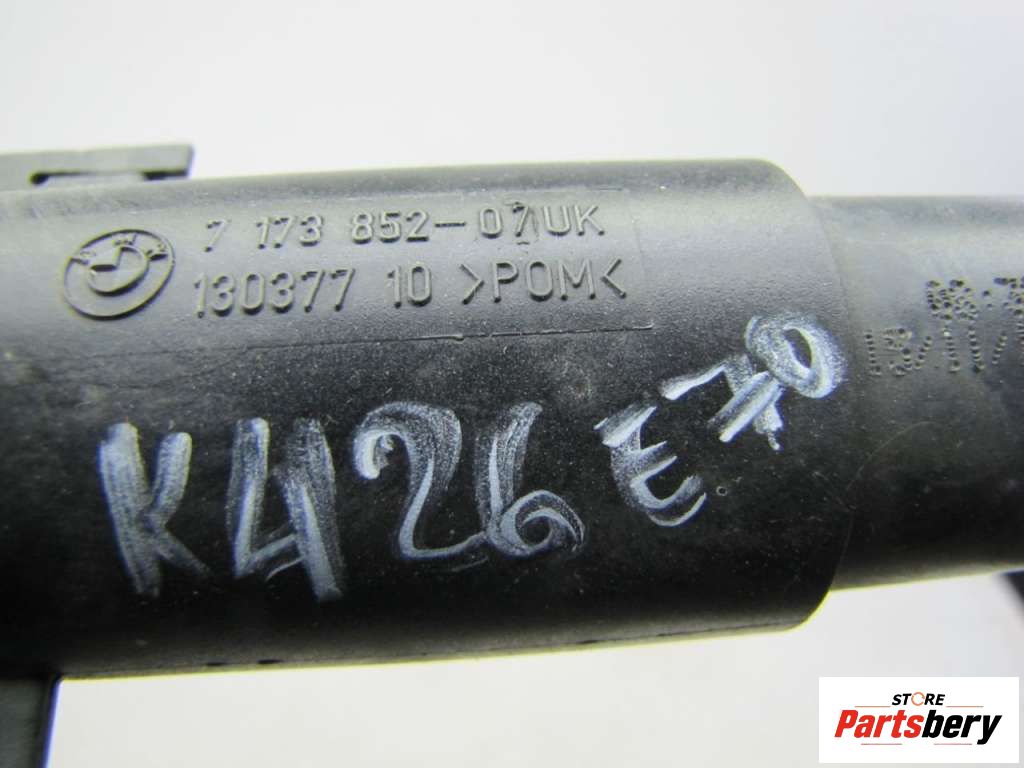 7 173 852-07 UK
130377 10 >POM<
K426 E70
STORE
Partsbery